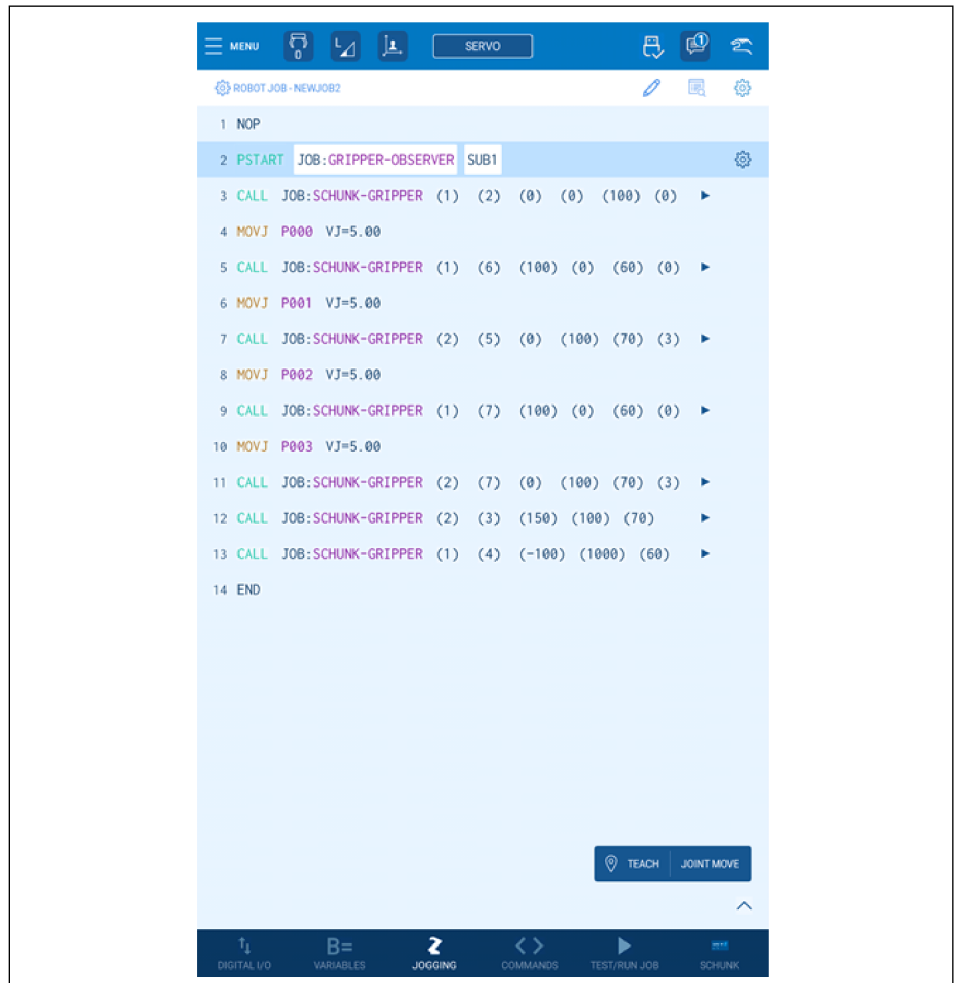 MENU 0 L SERVO 1
ROBOT JOB - NEWJOB2
1 NOP
2 PSTART JOB:GRIPPER-OBSERVER SUB1
3 CALL JOB:SCHUNK-GRIPPER (1) (2) (0) (0) (100) (0)
4 MOVJ P000 VJ=5.00
5 CALL JOB:SCHUNK-GRIPPER (1) (6) (100) (0) (60) (0)
6 MOVJ P001 VJ=5.00
7 CALL JOB:SCHUNK-GRIPPER (2) (5) (0) (100) (70) (3)
8 MOVJ P002 VJ=5.00
9 CALL JOB:SCHUNK-GRIPPER (1) (7) (100) (0) (60) (0)
10 MOVJ P003 VJ=5.00
11 CALL JOB:SCHUNK-GRIPPER (2) (7) (0) (100) (70) (3)
12 CALL JOB:SCHUNK-GRIPPER (2) (3) (150) (100) (70)
13 CALL JOB:SCHUNK-GRIPPER (1) (4) (-100) (1000) (60)
14 END
TEACH JOINT MOVE
B=
DIGITAL I/O VARIABLES JOGGING COMMANDS TEST/RUN JOB SCHUNK